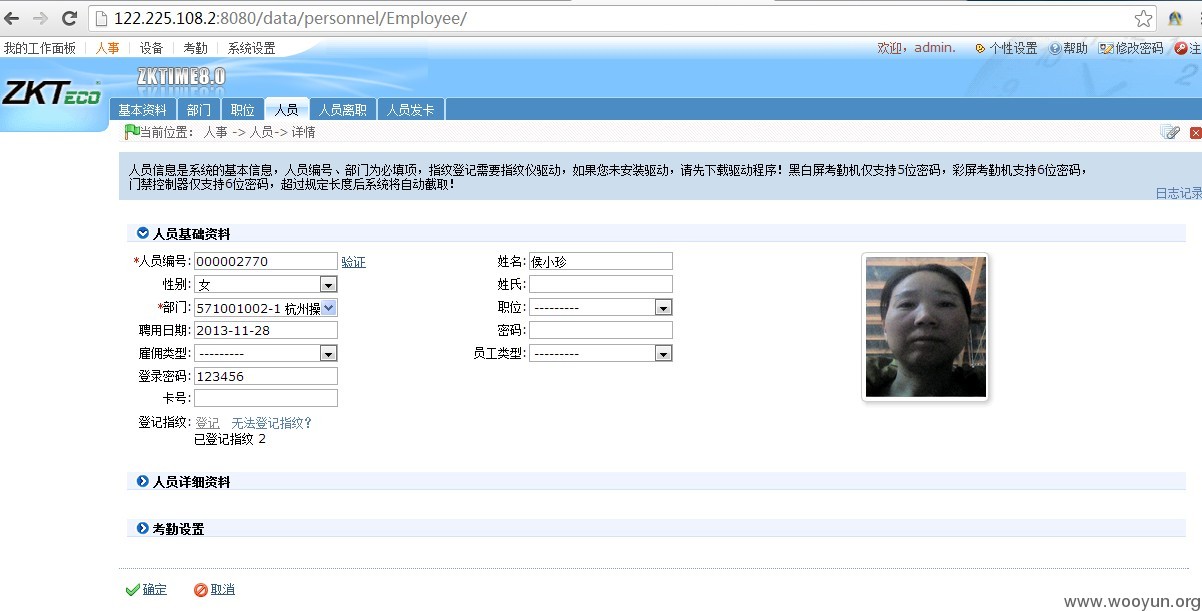 122.225.108.2:8080/data/personnel/Employee/
我的工作面板 人事 设备 考勤 系统设置 欢迎，admin. 个性设置 帮助 修改密码 注
ZKTECO ZKTIME8.0
基本资料 部门 职位 人员 人员离职 人员发卡
当前位置： 人事 -> 人员-> 详情
人员信息是系统的基本信息，人员编号、部门为必填项，指纹登记需要指纹仪驱动，如果您未安装驱动，请先下载驱动程序！黑白屏考勤机仅支持5位密码，彩屏考勤机支持6位密码，
门禁控制器仅支持6位密码，超过规定长度后系统将自动截取！
日志记录
人员基础资料
*人员编号: 000002770 验证 姓名: 侯小珍
性别: 女 姓氏:
*部门: 571001002-1 杭州操 职位: ---------
聘用日期: 2013-11-28 密码:
雇佣类型: --------- 员工类型: ---------
登录密码: 123456
卡号:
登记指纹: 登记 无法登记指纹？
已登记指纹 2
人员详细资料
考勤设置
确定 取消
www.wooyun.org